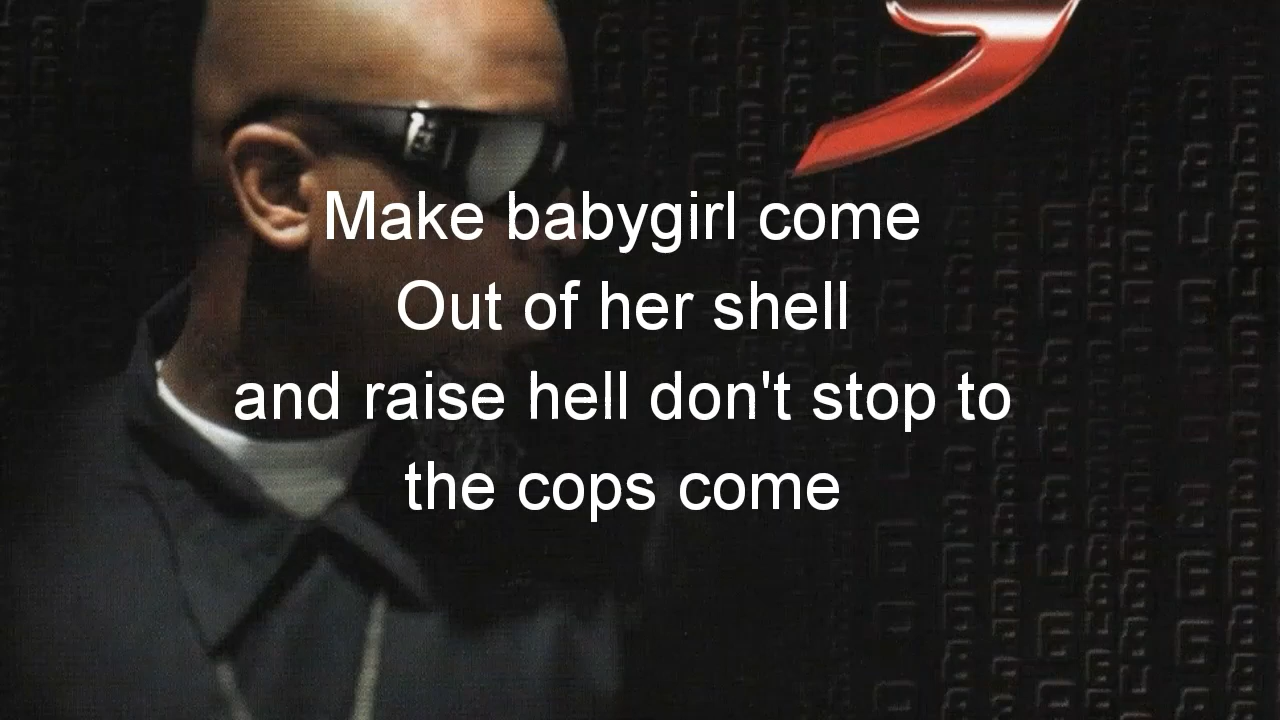 Make babygirl come
Out of her shell
and raise hell don't stop to
the cops come